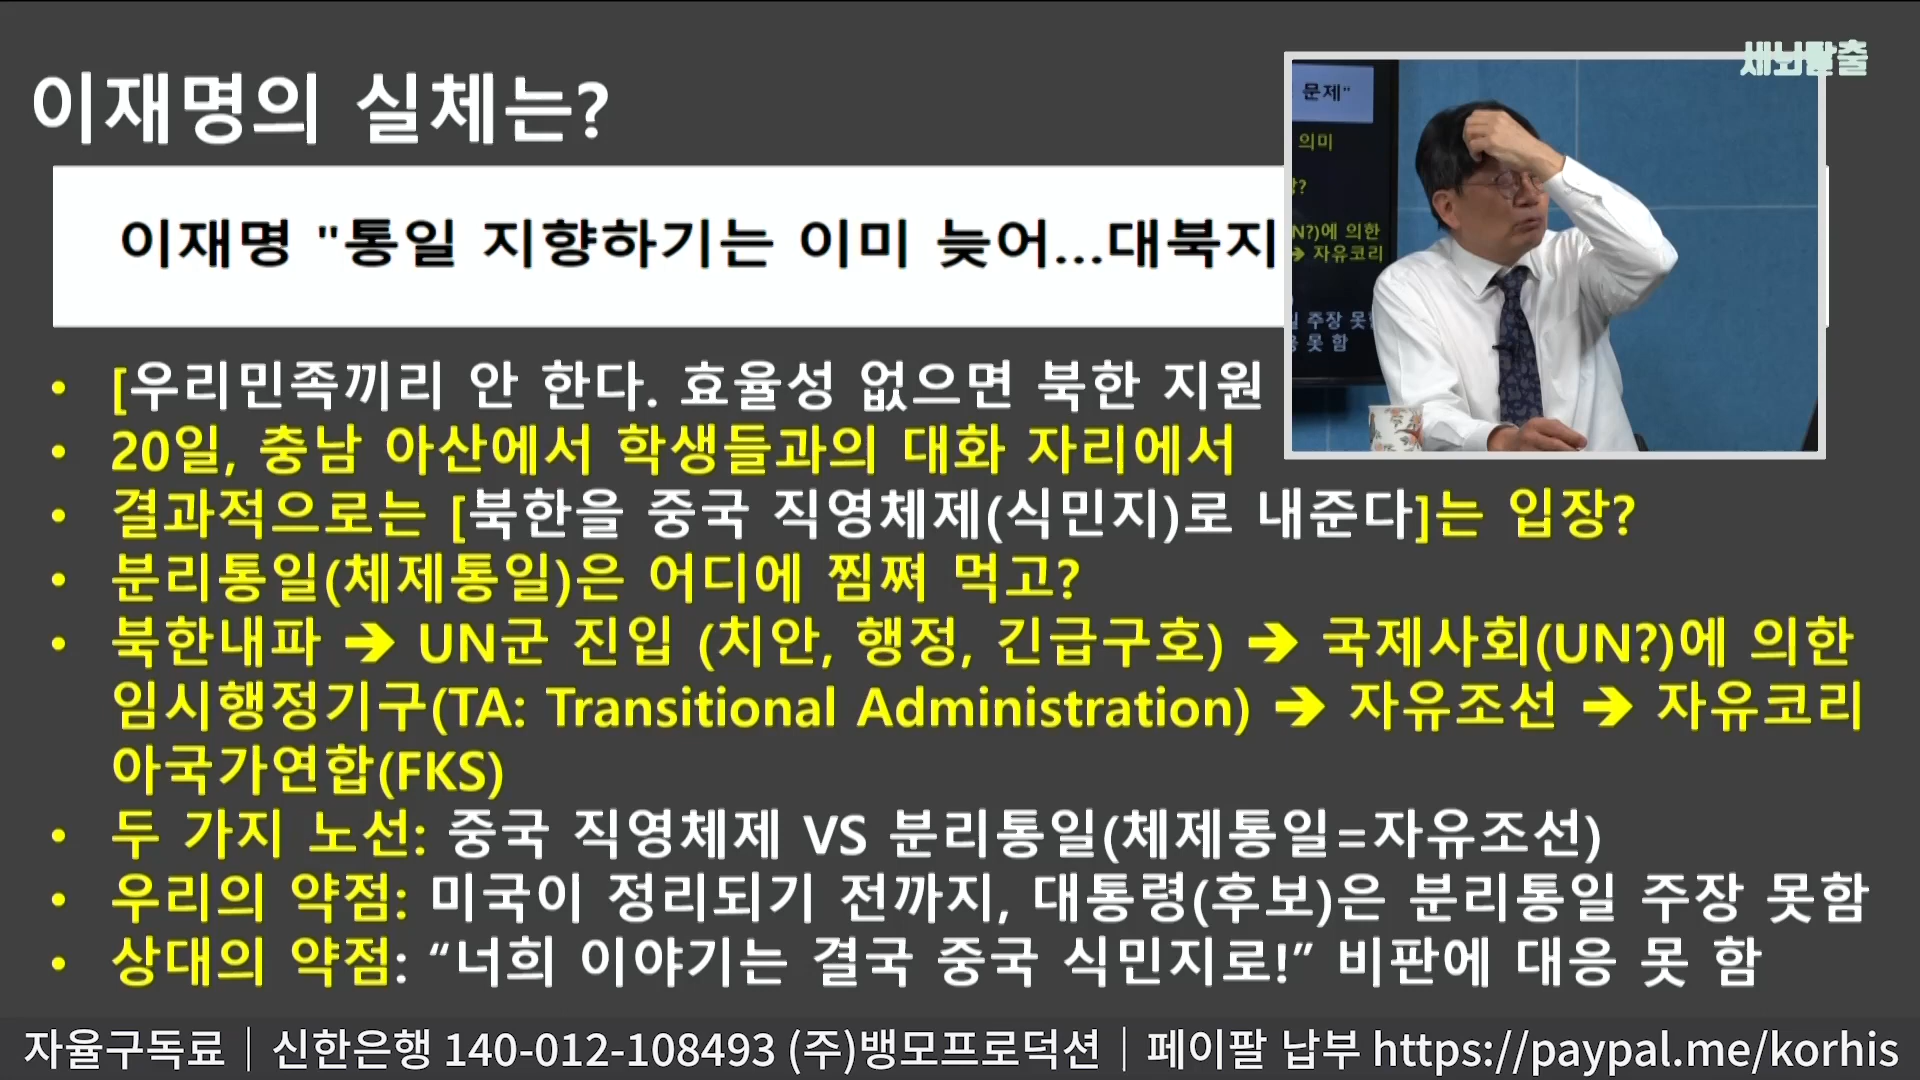 세뇌탈출
이재명의 실체는?
이재명 "통일 지향하기는 이미 늦어...대북지
문제"
의미
?
N?)에 의한
➔ 자유코리
주장 못
못 함
• [우리민족끼리 안 한다. 효율성 없으면 북한 지원
• 20일, 충남 아산에서 학생들과의 대화 자리에서
• 결과적으로는 [북한을 중국 직영체제(식민지)로 내준다]는 입장?
• 분리통일(체제통일)은 어디에 찜쪄 먹고?
• 북한내파 ➔ UN군 진입 (치안, 행정, 긴급구호) ➔ 국제사회(UN?)에 의한
임시행정기구(TA: Transitional Administration) ➔ 자유조선 ➔ 자유코리
아국가연합(FKS)
• 두 가지 노선: 중국 직영체제 VS 분리통일(체제통일=자유조선)
• 우리의 약점: 미국이 정리되기 전까지, 대통령(후보)은 분리통일 주장 못함
• 상대의 약점: “너희 이야기는 결국 중국 식민지로!” 비판에 대응 못 함
자율구독료│신한은행 140-012-108493 (주)뱅모프로덕션│페이팔 납부 https://paypal.me/korhis